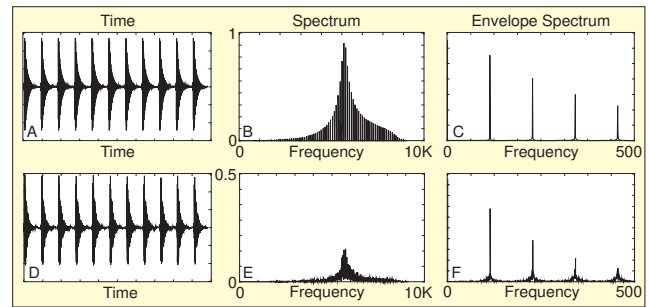 Time Spectrum Envelope Spectrum
1
A B C
0
0 Frequency 10K 0 Frequency 500
Time
0.5
D E F
0
0 Frequency 10K 0 Frequency 500
Time